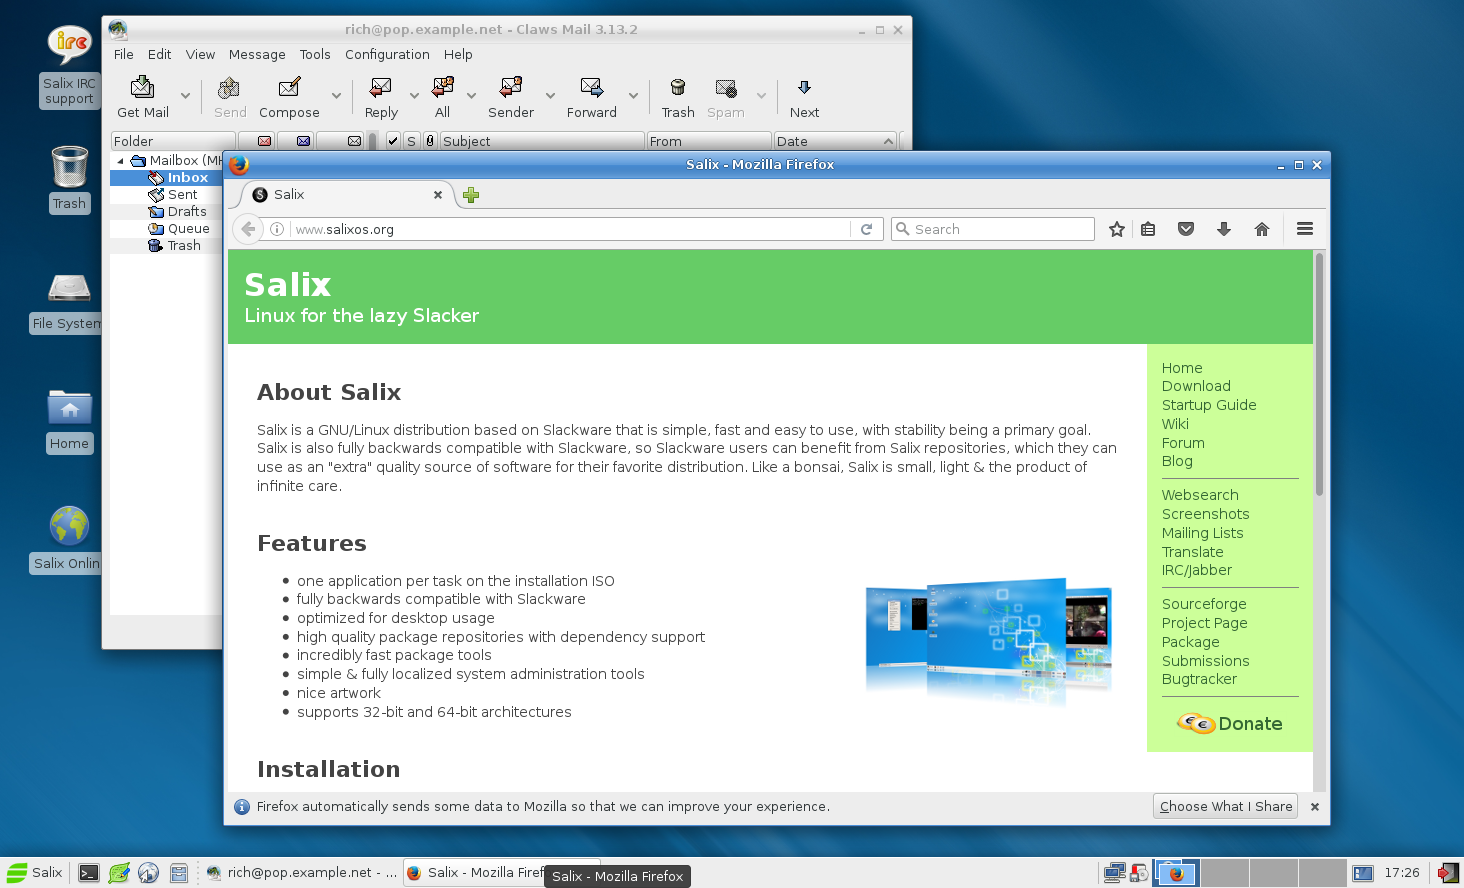 Salix IRC
support
Trash
File System
Home
Salix Onlin
rich@pop.example.net - Claws Mail 3.13.2
File Edit View Message Tools Configuration Help
Get Mail Send Compose Reply All Sender Forward Trash Spam Next
Folder S Subject From Date
Mailbox (MH
Inbox
Sent
Drafts
Queue
Trash
Salix - Mozilla Firefox
Salix
www.salixos.org Search
Salix
Linux for the lazy Slacker
About Salix
Salix is a GNU/Linux distribution based on Slackware that is simple, fast and easy to use, with stability being a primary goal.
Salix is also fully backwards compatible with Slackware, so Slackware users can benefit from Salix repositories, which they can
use as an "extra" quality source of software for their favorite distribution. Like a bonsai, Salix is small, light & the product of
infinite care.
Features
one application per task on the installation ISO
fully backwards compatible with Slackware
optimized for desktop usage
high quality package repositories with dependency support
incredibly fast package tools
simple & fully localized system administration tools
nice artwork
supports 32-bit and 64-bit architectures
Installation
Home
Download
Startup Guide
Wiki
Forum
Blog
Websearch
Screenshots
Mailing Lists
Translate
IRC/Jabber
Sourceforge
Project Page
Package
Submissions
Bugtracker
Donate
Firefox automatically sends some data to Mozilla so that we can improve your experience. Choose What I Share
Salix rich@pop.example.net - ... Salix - Mozilla Firef
Salix - Mozilla Firefox
17:26